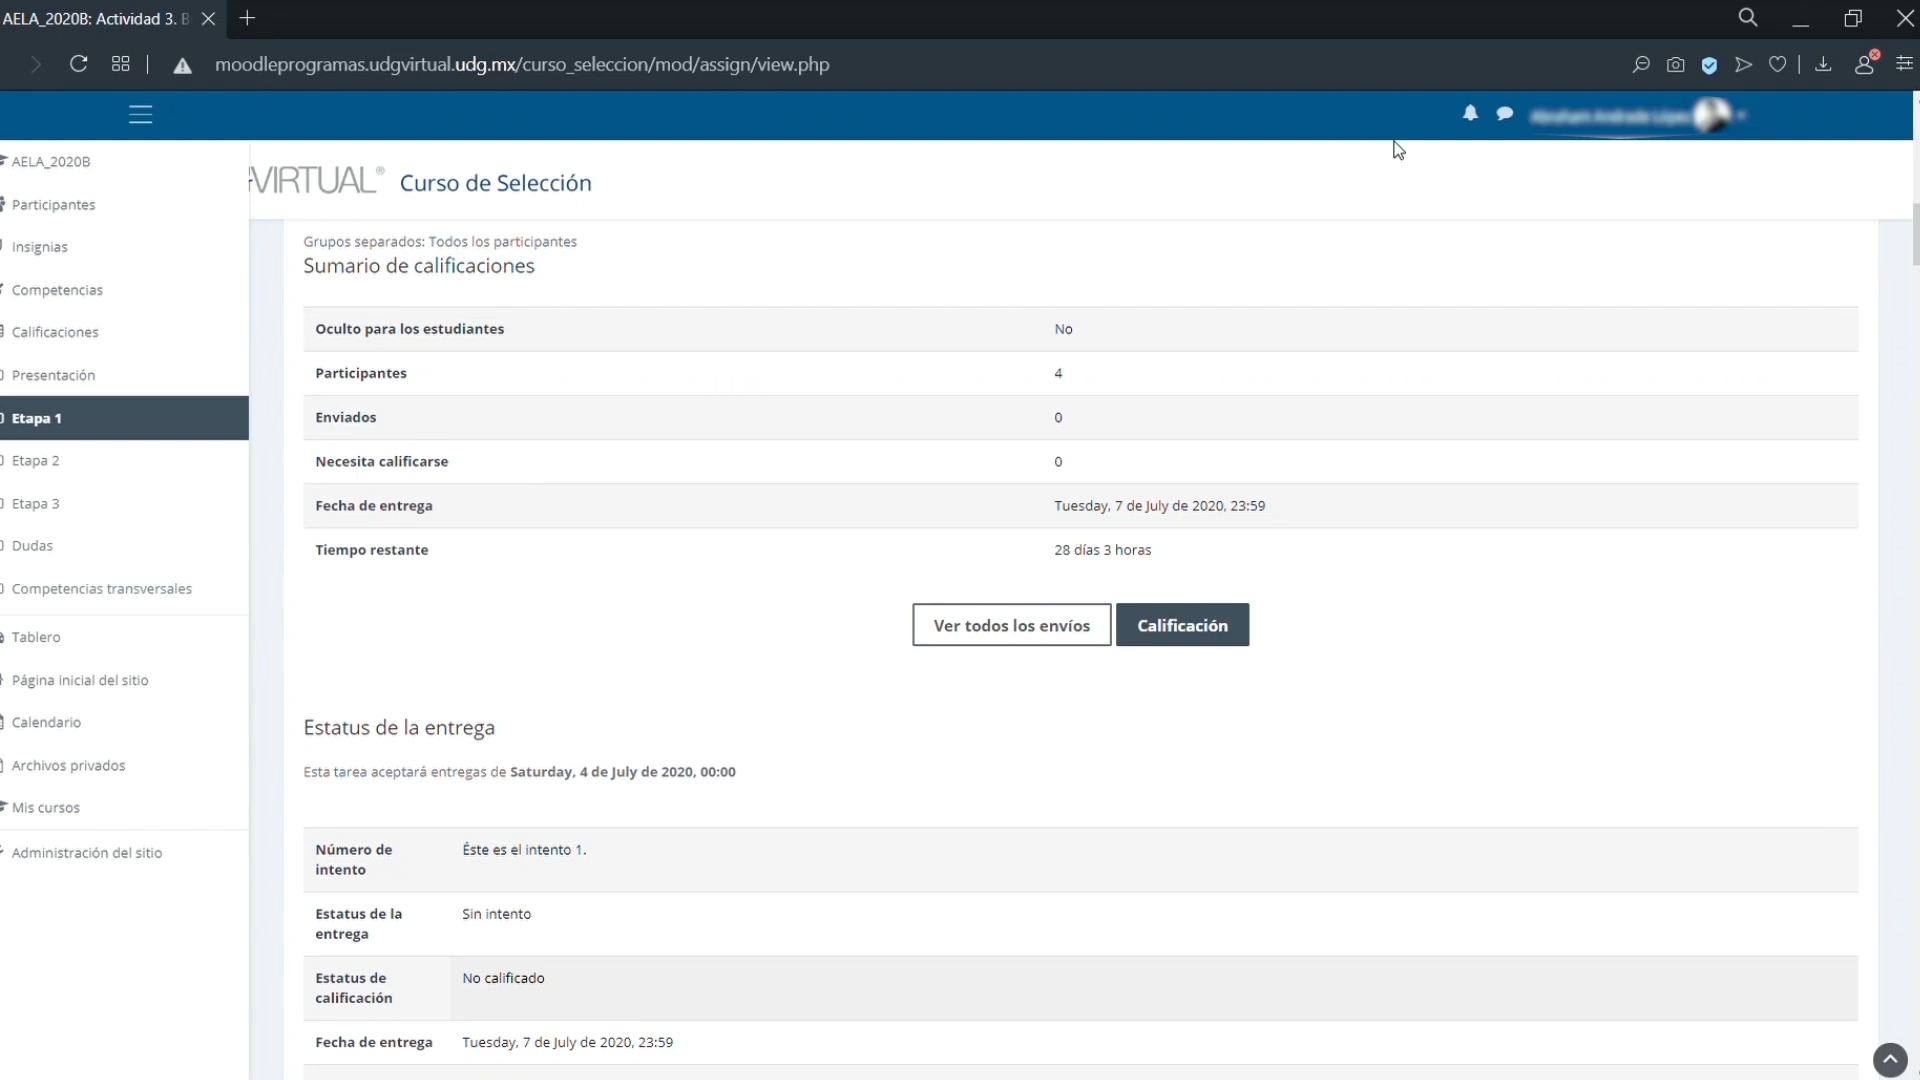 AELA_2020B: Actividad 3.
moodleprogramas.udgvirtual.udg.mx/curso_seleccion/mod/assign/view.php
AELA_2020B
Participantes
Insignias
Competencias
Calificaciones
Presentación
Etapa 1
Etapa 2
Etapa 3
Dudas
Competencias transversales
Tablero
Página inicial del sitio
Calendario
Archivos privados
Mis cursos
Administración del sitio
VIRTUAL® Curso de Selección
Grupos separados: Todos los participantes
Sumario de calificaciones
Oculto para los estudiantes No
Participantes 4
Enviados 0
Necesita calificarse 0
Fecha de entrega Tuesday, 7 de July de 2020, 23:59
Tiempo restante 28 días 3 horas
Ver todos los envíos Calificación
Estatus de la entrega
Esta tarea aceptará entregas de Saturday, 4 de July de 2020, 00:00
Número de Éste es el intento 1.
intento
Estatus de la Sin intento
entrega
Estatus de No calificado
calificación
Fecha de entrega Tuesday, 7 de July de 2020, 23:59